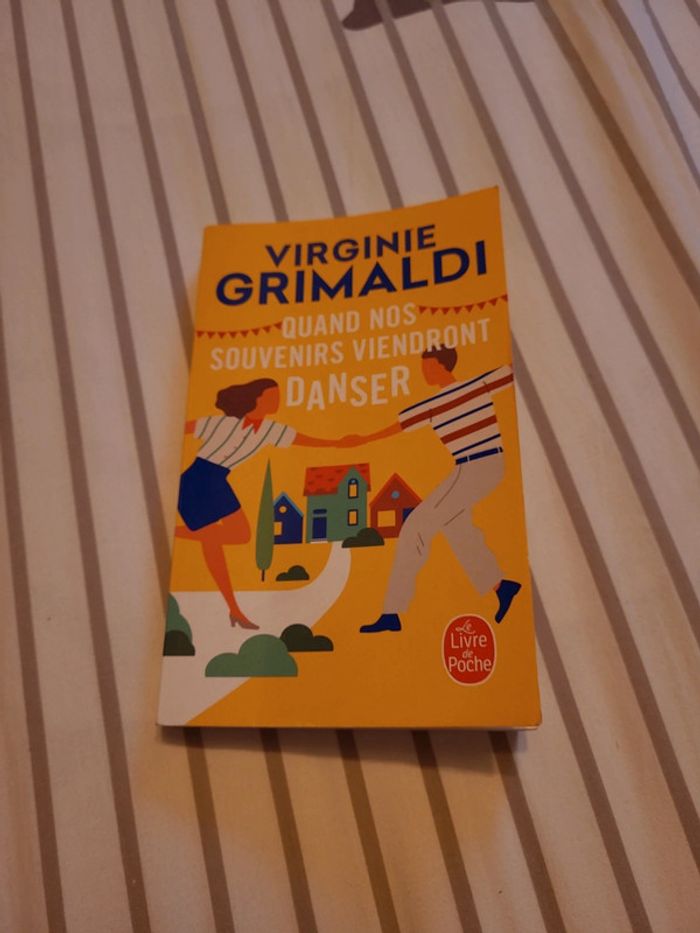 VIRGINIE
GRIMALDI
QUAND NOS
SOUVENIRS VIENDRONT
DANSER
Le
Livre
de
Poche